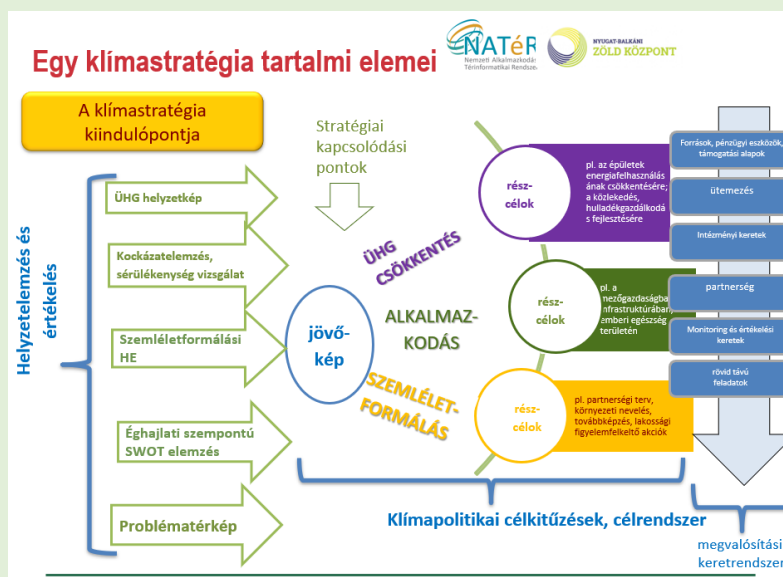 Egy klímastratégia tartalmi elemei
NATéR
Nemzeti Alkalmazkodás
Térinformatikai Rendsze
NYUGAT-BALKÁNI
ZÖLD KÖZPONT
A klímastratégia
kiindulópontja
Helyzetelemzés és
értékelés
ÜHG helyzetkép
Kockázatelemzés,
sérülékenység vizsgálat
Szemléletformálási
HE
Éghajlati szempontú
SWOT elemzés
Problématérkép
Stratégiai
kapcsolódási
pontok
jövő-
kép
ÜHG
CSÖKKENTÉS
ALKALMAZ-
KODÁS
SZEMLÉLET-
FORMÁLÁS
rész-
célok
pl. az épületek
energiafelhasználás
ának csökkentésére;
a közlekedés,
hulladékgazdálkodá
s fejlesztésére
rész-
célok
pl. a
mezőgazdaságba
infrastruktúrában,
emberi egészség
területén
rész-
célok
pl. partnerségi terv,
környezeti nevelés,
továbbképzés, lakossági
figyelemfelkeltő akciók
Klímapolitikai célkitűzések, célrendszer
Források, pénzügyi eszközök,
támogatási alapok
ütemezés
Intézményi keretek
partnerség
Monitoring és értékelési
keretek
rövid távú
feladatok
megvalósítási
keretrendszer